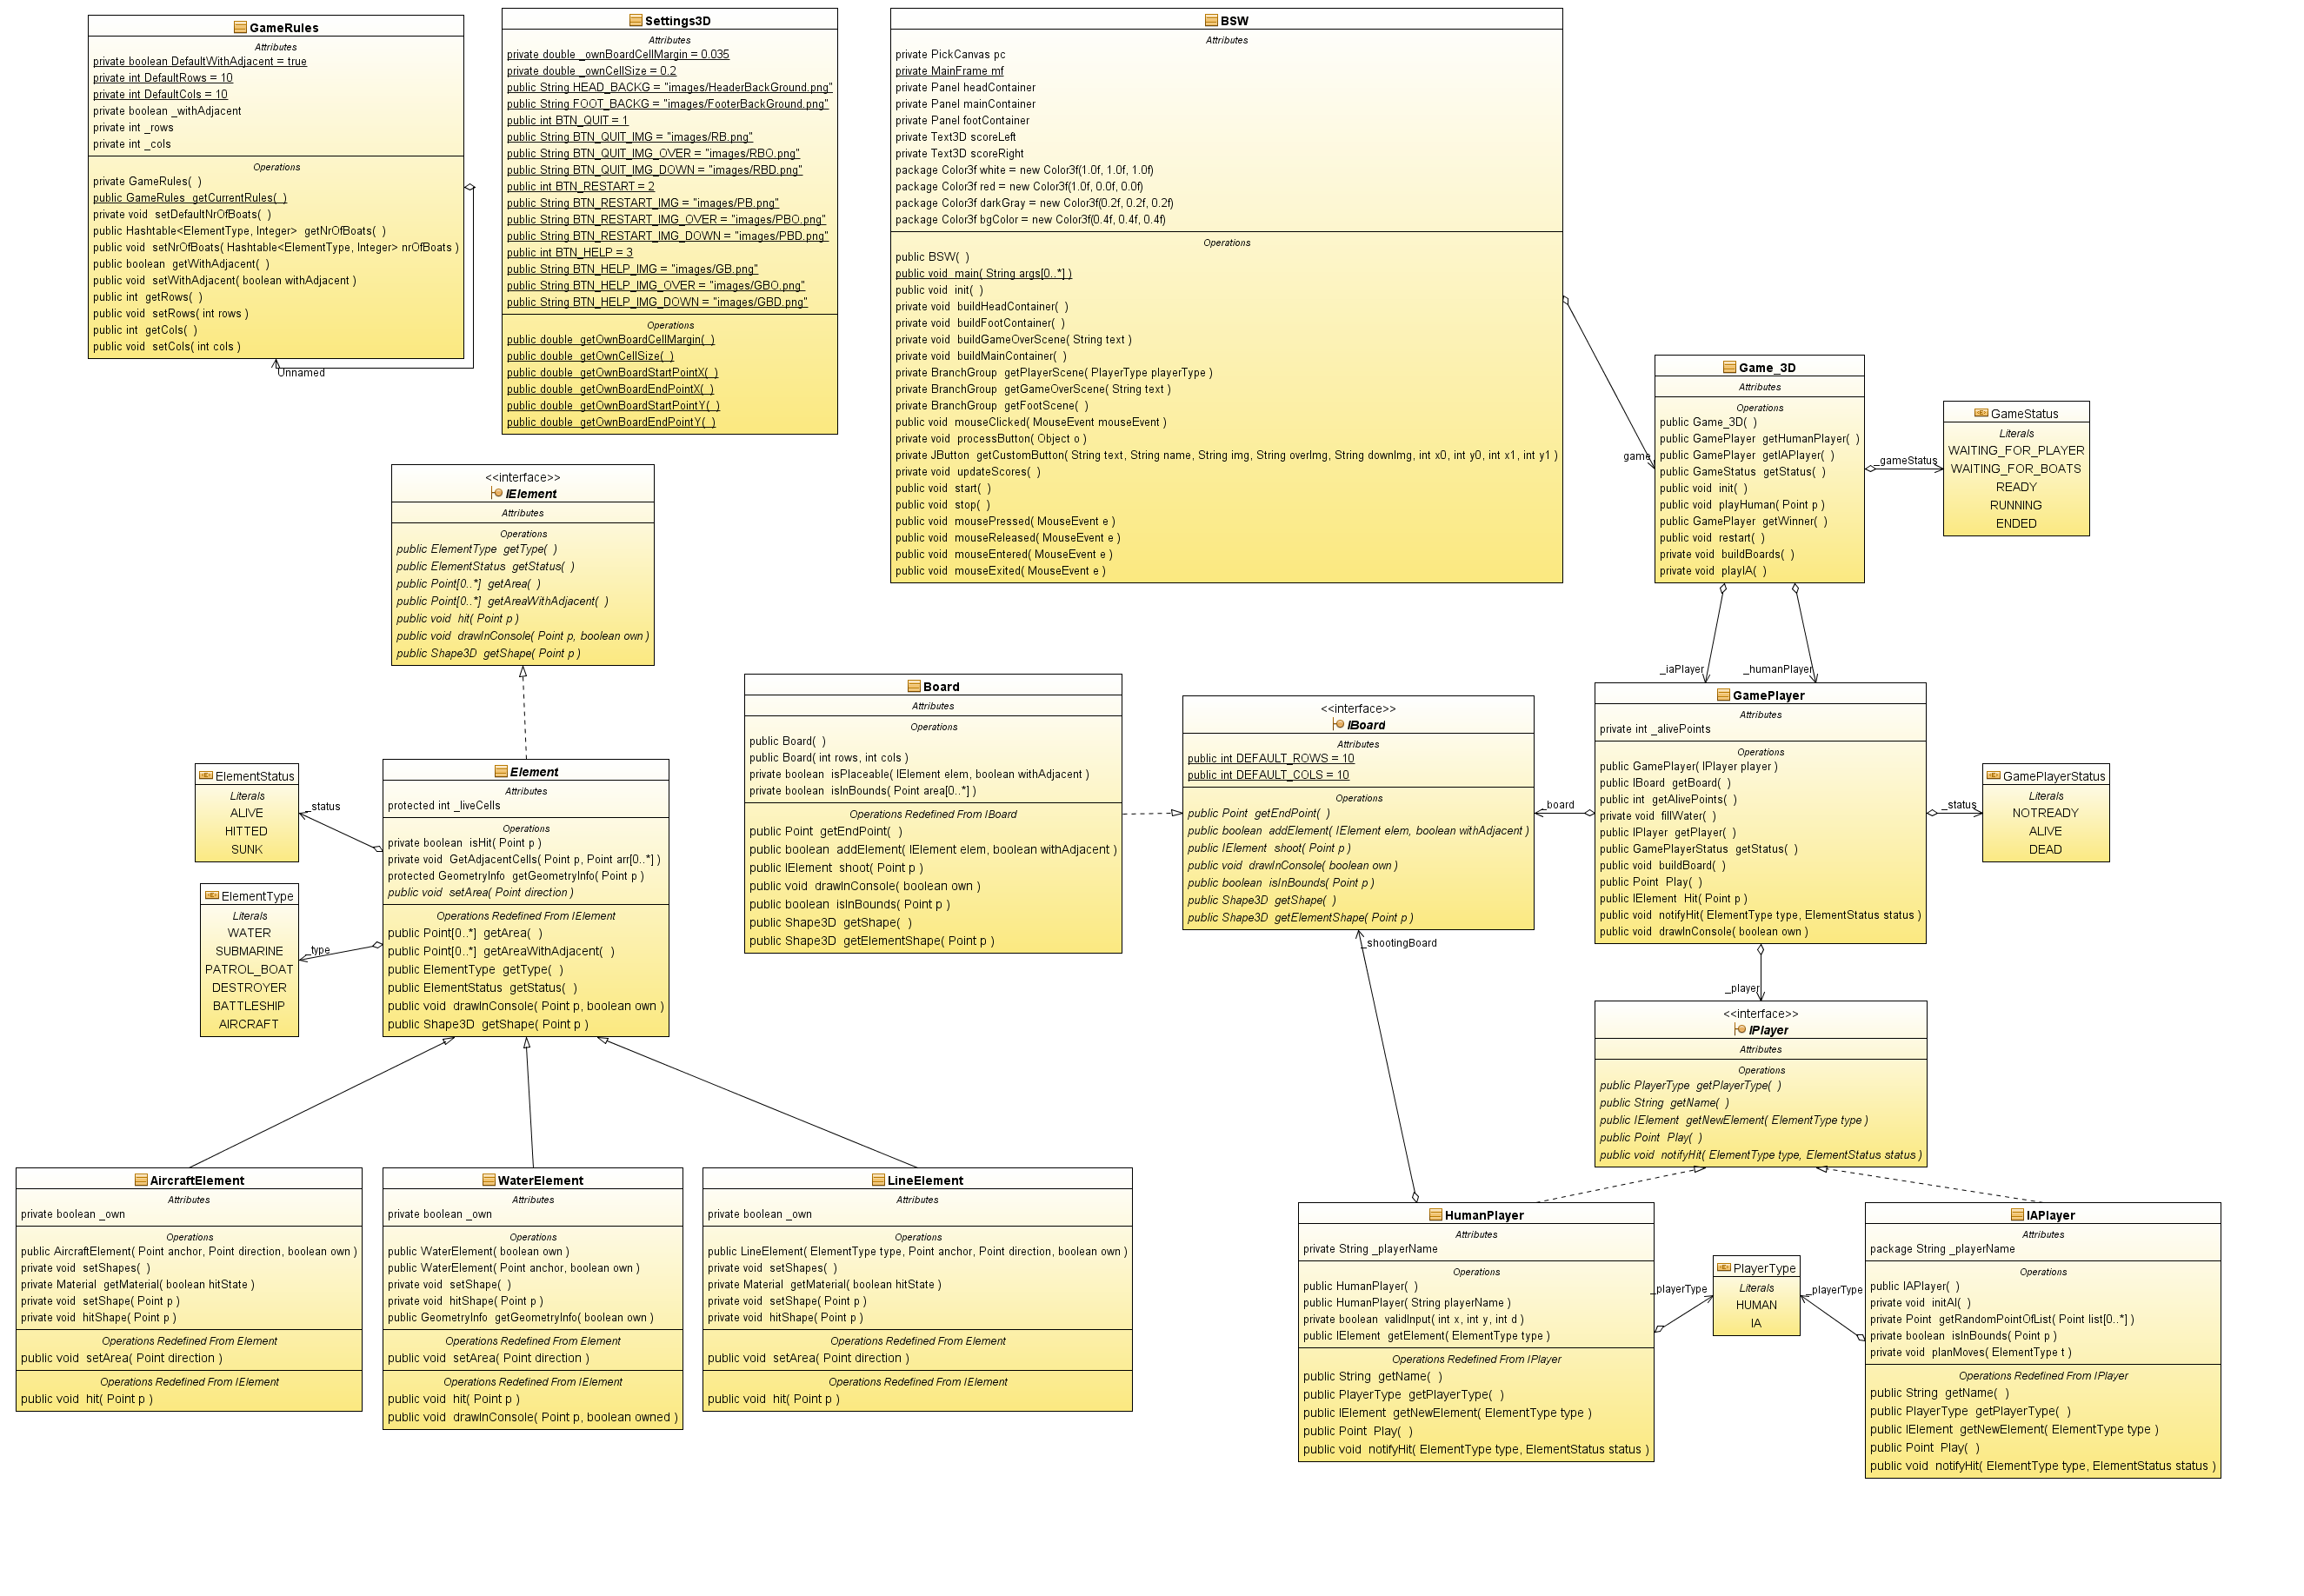 GameRules
Attributes
private boolean DefaultWithAdjacent = true
private int DefaultRows = 10
private int DefaultCols = 10
private boolean _withAdjacent
private int _rows
private int _cols
Operations
private GameRules(  )
public GameRules  getCurrentRules(  )
private void  setDefaultNrOfBoats(  )
public Hashtable<ElementType, Integer>  getNrOfBoats(  )
public void  setNrOfBoats( Hashtable<ElementType, Integer> nrOfBoats )
public boolean  getWithAdjacent(  )
public void  setWithAdjacent( boolean withAdjacent )
public int  getRows(  )
public void  setRows( int rows )
public int  getCols(  )
public void  setCols( int cols )
Unnamed
Settings3D
Attributes
private double _ownBoardCellMargin = 0.035
private double _ownCellSize = 0.2
public String HEAD_BACKG = "images/HeaderBackGround.png"
public String FOOT_BACKG = "images/FooterBackGround.png"
public int BTN_QUIT = 1
public String BTN_QUIT_IMG = "images/RB.png"
public String BTN_QUIT_IMG_OVER = "images/RBO.png"
public String BTN_QUIT_IMG_DOWN = "images/RBD.png"
public int BTN_RESTART = 2
public String BTN_RESTART_IMG = "images/PB.png"
public String BTN_RESTART_IMG_OVER = "images/PBO.png"
public String BTN_RESTART_IMG_DOWN = "images/PBD.png"
public int BTN_HELP = 3
public String BTN_HELP_IMG = "images/GB.png"
public String BTN_HELP_IMG_OVER = "images/GBO.png"
public String BTN_HELP_IMG_DOWN = "images/GBD.png"
Operations
public double  getOwnBoardCellMargin(  )
public double  getOwnCellSize(  )
public double  getOwnBoardStartPointX(  )
public double  getOwnBoardEndPointX(  )
public double  getOwnBoardStartPointY(  )
public double  getOwnBoardEndPointY(  )
BSW
Attributes
private PickCanvas pc
private MainFrame mf
private Panel headContainer
private Panel mainContainer
private Panel footContainer
private Text3D scoreLeft
private Text3D scoreRight
package Color3f white = new Color3f(1.0f, 1.0f, 1.0f)
package Color3f red = new Color3f(1.0f, 0.0f, 0.0f)
package Color3f darkGray = new Color3f(0.2f, 0.2f, 0.2f)
package Color3f bgColor = new Color3f(0.4f, 0.4f, 0.4f)
Operations
public BSW(  )
public void  main( String args[0..*] )
public void  init(  )
private void  buildHeadContainer(  )
private void  buildFootContainer(  )
private void  buildGameOverScene( String text )
private void  buildMainContainer(  )
private BranchGroup  getPlayerScene( PlayerType playerType )
private BranchGroup  getGameOverScene( String text )
private BranchGroup  getFootScene(  )
public void  mouseClicked( MouseEvent mouseEvent )
private void  processButton( Object o )
private JButton  getCustomButton( String text, String name, String img, String overImg, String downImg, int x0, int y0, int x1, int y1 )
private void  updateScores(  )
public void  start(  )
public void  stop(  )
public void  mousePressed( MouseEvent e )
public void  mouseReleased( MouseEvent e )
public void  mouseEntered( MouseEvent e )
public void  mouseExited( MouseEvent e )
game
Game_3D
Attributes
Operations
public Game_3D(  )
public GamePlayer  getHumanPlayer(  )
public GamePlayer  getIAPlayer(  )
public GameStatus  getStatus(  )
public void  init(  )
public void  playHuman( Point p )
public GamePlayer  getWinner(  )
public void  restart(  )
private void  buildBoards(  )
private void  playIA(  )
_gameStatus
GameStatus
Literals
WAITING_FOR_PLAYER
WAITING_FOR_BOATS
READY
RUNNING
ENDED
<<interface>>
IElement
Attributes
Operations
public ElementType  getType(  )
public ElementStatus  getStatus(  )
public Point[0..*]  getArea(  )
public Point[0..*]  getAreaWithAdjacent(  )
public void  hit( Point p )
public void  drawInConsole( Point p, boolean own )
public Shape3D  getShape( Point p )
_iaPlayer
_humanPlayer
Board
Attributes
Operations
public Board(  )
public Board( int rows, int cols )
private boolean  isPlaceable( IElement elem, boolean withAdjacent )
private boolean  isInBounds( Point area[0..*] )
Operations Redefined From IBoard
public Point  getEndPoint(  )
public boolean  addElement( IElement elem, boolean withAdjacent )
public IElement  shoot( Point p )
public void  drawInConsole( boolean own )
public boolean  isInBounds( Point p )
public Shape3D  getShape(  )
public Shape3D  getElementShape( Point p )
<<interface>>
IBoard
Attributes
public int DEFAULT_ROWS = 10
public int DEFAULT_COLS = 10
Operations
public Point  getEndPoint(  )
public boolean  addElement( IElement elem, boolean withAdjacent )
public IElement  shoot( Point p )
public void  drawInConsole( boolean own )
public boolean  isInBounds( Point p )
public Shape3D  getShape(  )
public Shape3D  getElementShape( Point p )
_board
_shootingBoard
GamePlayer
Attributes
private int _alivePoints
Operations
public GamePlayer( IPlayer player )
public IBoard  getBoard(  )
public int  getAlivePoints(  )
private void  fillWater(  )
public IPlayer  getPlayer(  )
public GamePlayerStatus  getStatus(  )
public void  buildBoard(  )
public Point  Play(  )
public IElement  Hit( Point p )
public void  notifyHit( ElementType type, ElementStatus status )
public void  drawInConsole( boolean own )
_status
GamePlayerStatus
Literals
NOTREADY
ALIVE
DEAD
_player
ElementStatus
Literals
ALIVE
HITTED
SUNK
_status
ElementType
Literals
WATER
SUBMARINE
PATROL_BOAT
DESTROYER
BATTLESHIP
AIRCRAFT
_type
Element
Attributes
protected int _liveCells
Operations
private boolean  isHit( Point p )
private void  GetAdjacentCells( Point p, Point arr[0..*] )
protected GeometryInfo  getGeometryInfo( Point p )
public void  setArea( Point direction )
Operations Redefined From IElement
public Point[0..*]  getArea(  )
public Point[0..*]  getAreaWithAdjacent(  )
public ElementType  getType(  )
public ElementStatus  getStatus(  )
public void  drawInConsole( Point p, boolean own )
public Shape3D  getShape( Point p )
<<interface>>
IPlayer
Attributes
Operations
public PlayerType  getPlayerType(  )
public String  getName(  )
public IElement  getNewElement( ElementType type )
public Point  Play(  )
public void  notifyHit( ElementType type, ElementStatus status )
AircraftElement
Attributes
private boolean _own
Operations
public AircraftElement( Point anchor, Point direction, boolean own )
private void  setShapes(  )
private Material  getMaterial( boolean hitState )
private void  setShape( Point p )
private void  hitShape( Point p )
Operations Redefined From Element
public void  setArea( Point direction )
Operations Redefined From IElement
public void  hit( Point p )
WaterElement
Attributes
private boolean _own
Operations
public WaterElement( boolean own )
public WaterElement( Point anchor, boolean own )
private void  setShape(  )
private void  hitShape( Point p )
public GeometryInfo  getGeometryInfo( boolean own )
Operations Redefined From Element
public void  setArea( Point direction )
Operations Redefined From IElement
public void  hit( Point p )
public void  drawInConsole( Point p, boolean owned )
LineElement
Attributes
private boolean _own
Operations
public LineElement( ElementType type, Point anchor, Point direction, boolean own )
private void  setShapes(  )
private Material  getMaterial( boolean hitState )
private void  setShape( Point p )
private void  hitShape( Point p )
Operations Redefined From Element
public void  setArea( Point direction )
Operations Redefined From IElement
public void  hit( Point p )
HumanPlayer
Attributes
private String _playerName
Operations
public HumanPlayer(  )
public HumanPlayer( String playerName )
private boolean  validInput( int x, int y, int d )
public IElement  getElement( ElementType type )
Operations Redefined From IPlayer
public String  getName(  )
public PlayerType  getPlayerType(  )
public IElement  getNewElement( ElementType type )
public Point  Play(  )
public void  notifyHit( ElementType type, ElementStatus status )
_playerType
PlayerType
Literals
HUMAN
IA
_playerType
IAPlayer
Attributes
package String _playerName
Operations
public IAPlayer(  )
private void  initAI(  )
private Point  getRandomPointOfList( Point list[0..*] )
private boolean  isInBounds( Point p )
private void  planMoves( ElementType t )
Operations Redefined From IPlayer
public String  getName(  )
public PlayerType  getPlayerType(  )
public IElement  getNewElement( ElementType type )
public Point  Play(  )
public void  notifyHit( ElementType type, ElementStatus status )